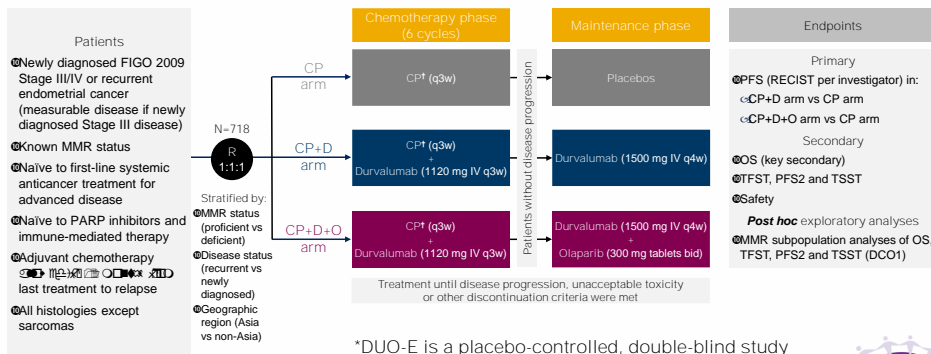 Patients
Newly diagnosed FIGO 2009
Stage III/IV or recurrent
endometrial cancer
(measurable disease if newly
diagnosed Stage III disease)
Known MMR status
Naïve to first-line systemic
anticancer treatment for
advanced disease
Naïve to PARP inhibitors and
immune-mediated therapy
Adjuvant chemotherapy
last treatment to relapse
All histologies except
sarcomas
N=718
R
1:1:1
Stratified by:
MMR status
(proficient vs
deficient)
Disease status
(recurrent vs
newly
diagnosed)
Geographic
region (Asia
vs non-Asia)
CP
arm
CP+D
arm
CP+D+O
arm
Chemotherapy phase
(6 cycles)
CP† (q3w)
CP† (q3w)
+
Durvalumab (1120 mg IV q3w)
CP† (q3w)
+
Durvalumab (1120 mg IV q3w)
Patients without disease progression
Maintenance phase
Placebos
Durvalumab (1500 mg IV q4w)
Durvalumab (1500 mg IV q4w)
+
Olaparib (300 mg tablets bid)
Treatment until disease progression, unacceptable toxicity
or other discontinuation criteria were met
Endpoints
Primary
PFS (RECIST per investigator) in:
CP+D arm vs CP arm
CP+D+O arm vs CP arm
Secondary
OS (key secondary)
TFST, PFS2 and TSST
Safety
Post hoc exploratory analyses
MMR subpopulation analyses of OS,
TFST, PFS2 and TSST (DCO1)
*DUO-E is a placebo-controlled, double-blind study